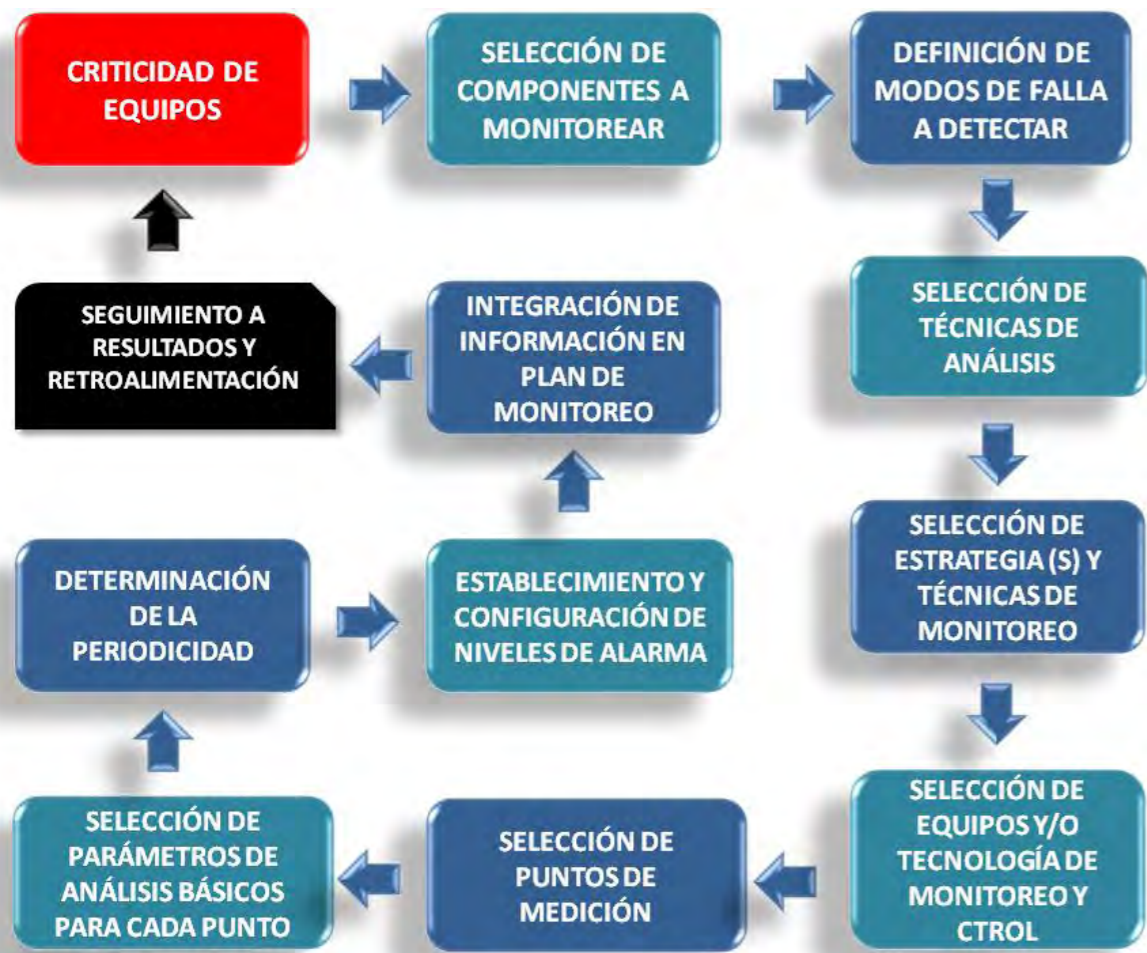 CRITICIDAD DE
EQUIPOS
SELECCIÓN DE
COMPONENTES A
MONITOREAR
DEFINICIÓN DE
MODOS DE FALLA
A DETECTAR
SELECCIÓN DE
TÉCNICAS DE
ANÁLISIS
SELECCIÓN DE
ESTRATEGIA (S) Y
TÉCNICAS DE
MONITOREO
SELECCIÓN DE
EQUIPOS Y/O
TECNOLOGÍA DE
MONITOREO Y
CTROL
SELECCIÓN DE
PUNTOS DE
MEDICIÓN
SELECCIÓN DE
PARÁMETROS DE
ANÁLISIS BÁSICOS
PARA CADA PUNTO
DETERMINACIÓN
DE LA
PERIODICIDAD
ESTABLECIMIENTO Y
CONFIGURACIÓN DE
NIVELES DE ALARMA
INTEGRACIÓN DE
INFORMACIÓN EN
PLAN DE
MONITOREO
SEGUIMIENTO A
RESULTADOS Y
RETROALIMENTACIÓN